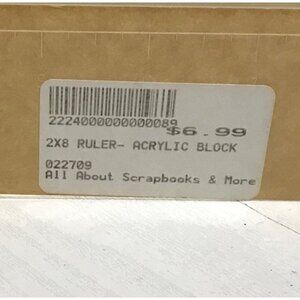 2224000000000089
$6.99
2X8 RULER- ACRYLIC BLOCK
022709
All About Scrapbooks & More